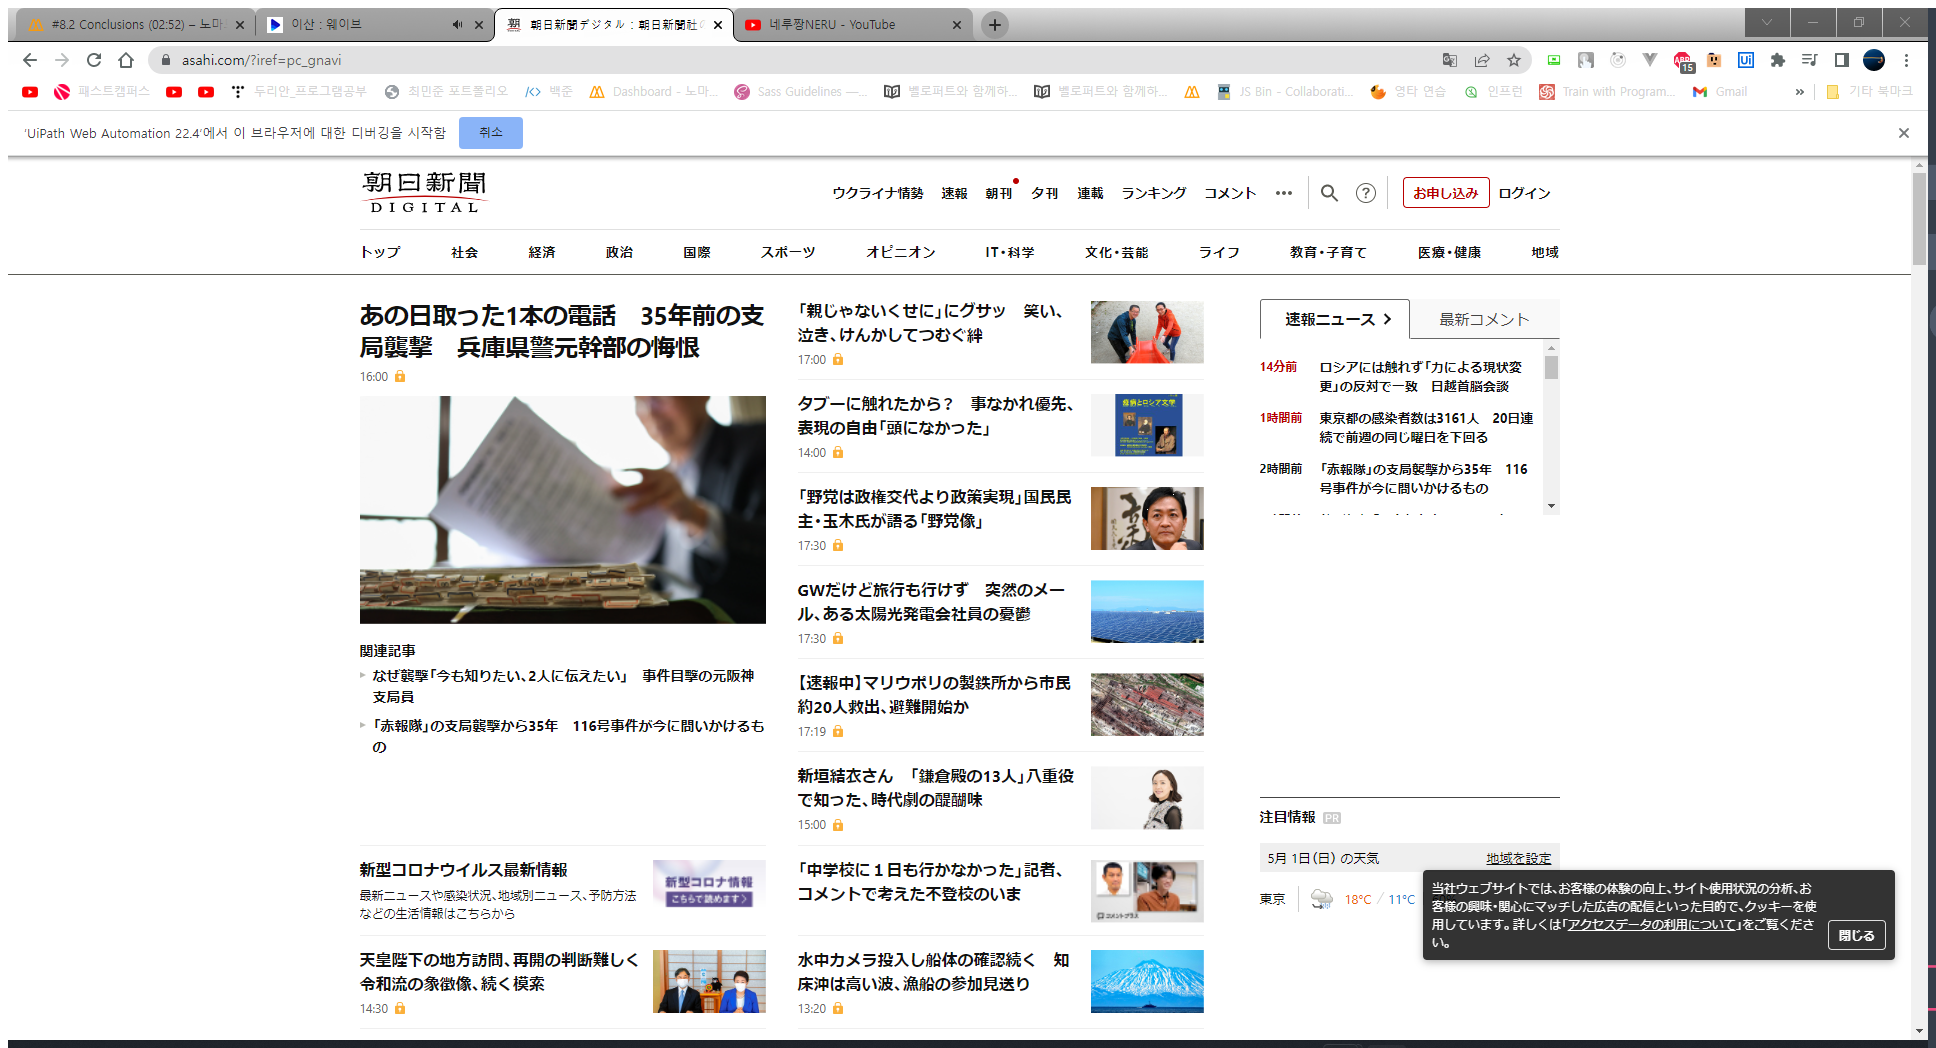 #8.2 Conclusions (02:52) – 노마
이산 : 웨이브
朝日新聞デジタル：朝日新聞社の
네루짱NERU - YouTube
asahi.com/?iref=pc_gnavi
15
Ui
패스트캠퍼스
두리안_프로그램공부
최민준 포트폴리오
백준
Dashboard - 노마...
Sass Guidelines —...
벨로퍼트와 함께하...
벨로퍼트와 함께하...
JS Bin - Collaborati...
영타 연습
인프런
Train with Program...
Gmail
»
기타 북마크
'UiPath Web Automation 22.4'에서 이 브라우저에 대한 디버깅을 시작함
취소
朝日新聞
DIGITAL
ウクライナ情勢
速報
朝刊
夕刊
連載
ランキング
コメント
お申し込み
ログイン
トップ
社会
経済
政治
国際
スポーツ
オピニオン
IT・科学
文化・芸能
ライフ
教育・子育て
医療・健康
地域
あの日取った1本の電話　35年前の支
局襲撃　兵庫県警元幹部の悔恨
16:00
関連記事
なぜ襲撃「今も知りたい、2人に伝えたい」　事件目撃の元阪神
支局員
「赤報隊」の支局襲撃から35年　116号事件が今に問いかけるも
の
新型コロナウイルス最新情報
最新ニュースや感染状況、地域別ニュース、予防方法
などの生活情報はこちらから
新型コロナ情報
こちらで読めます
天皇陛下の地方訪問、再開の判断難しく
令和流の象徴像、続く模索
14:30
「親じゃないくせに」にグサッ　笑い、
泣き、けんかしてつむぐ絆
17:00
タブーに触れたから？　事なかれ優先、
表現の自由「頭になかった」
14:00
「野党は政権交代より政策実現」国民民
主・玉木氏が語る「野党像」
17:30
GWだけど旅行も行けず　突然のメー
ル、ある太陽光発電会社員の憂鬱
17:30
【速報中】マリウポリの製鉄所から市民
約20人救出、避難開始か
17:19
新垣結衣さん　「鎌倉殿の13人」八重役
で知った、時代劇の醍醐味
15:00
「中学校に１日も行かなかった」記者、
コメントで考えた不登校のいま
コメントプラス
水中カメラ投入し船体の確認続く　知
床沖は高い波、漁船の参加見送り
13:20
速報ニュース
最新コメント
14分前
ロシアには触れず「力による現状変
更」の反対で一致　日越首脳会談
1時間前
東京都の感染者数は3161人　20日連
続で前週の同じ曜日を下回る
2時間前
「赤報隊」の支局襲撃から35年　116
号事件が今に問いかけるもの
注目情報 PR
5月 1日（日） の天気
地域を設定
東京
18℃ / 11℃
当社ウェブサイトでは、お客様の体験の向上、サイト使用状況の分析、お
客様の興味・関心にマッチした広告の配信といった目的で、クッキーを使
用しています。詳しくは「アクセスデータの利用について」をご覧くださ
い。
閉じる